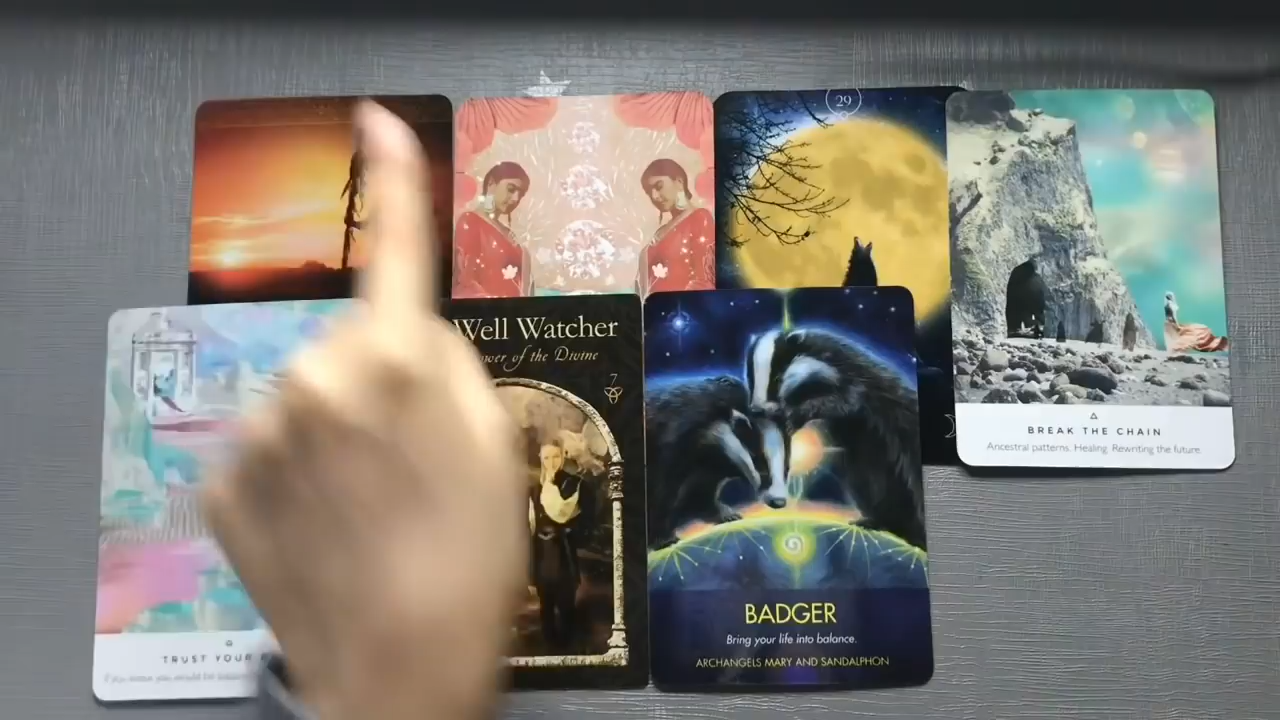 29
BREAK THE CHAIN
Ancestral patterns. Healing. Rewriting the future.
Well Watcher
of the Divine
7
BADGER
Bring your life into balance.
ARCHANGELS MARY AND SANDALPHON
TRUST YOUR